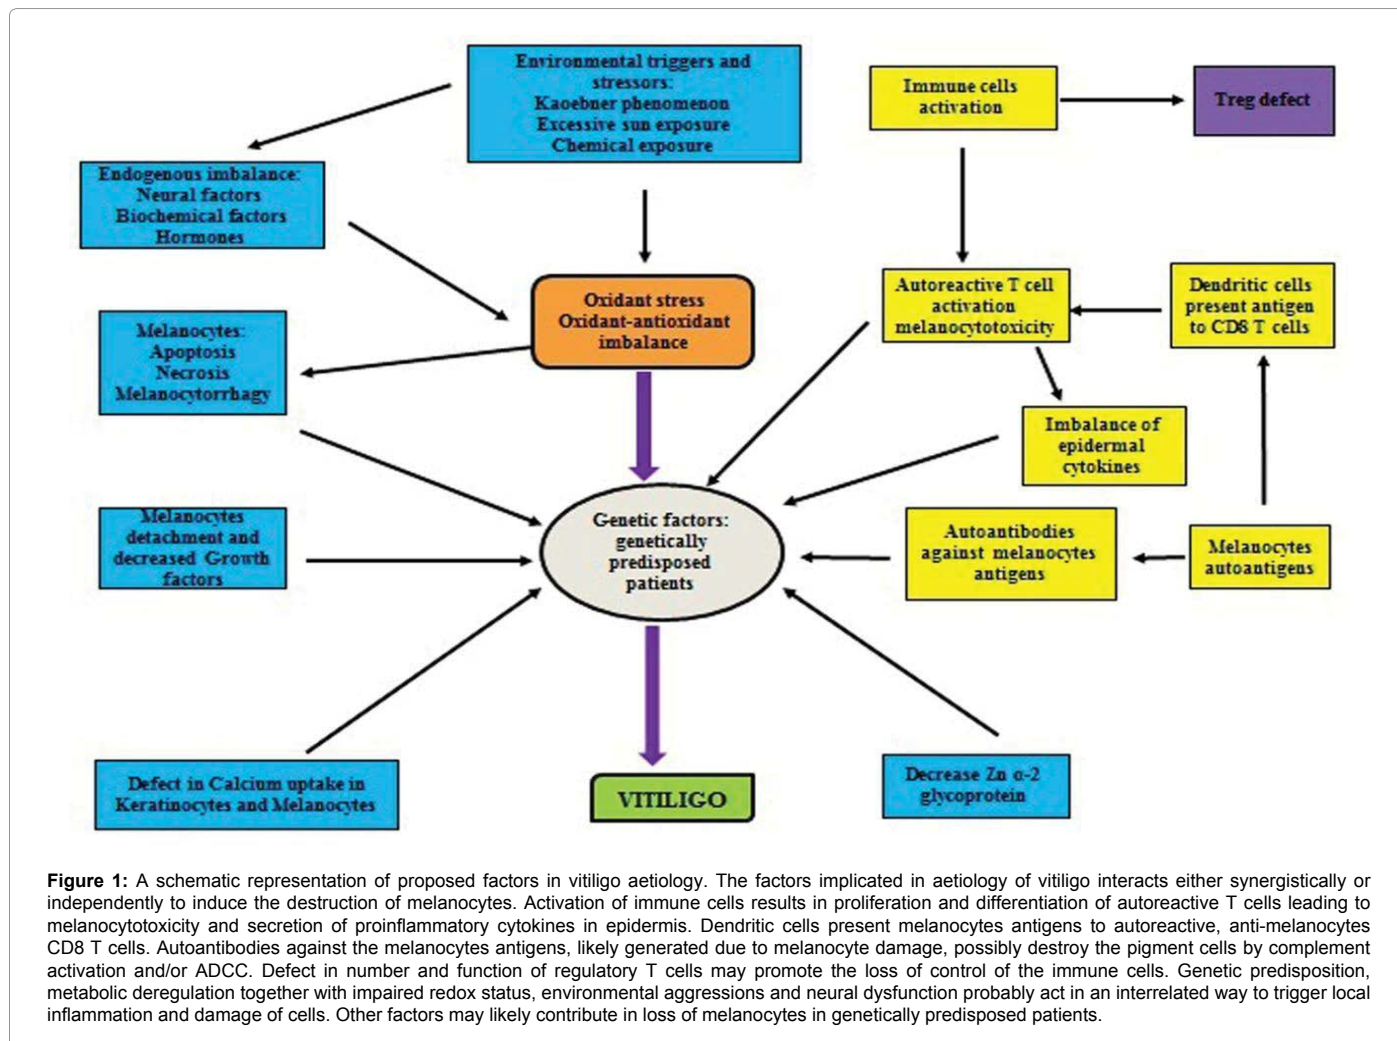 Environmental triggers and
stressors:
Kaoebner phenomenon
Excessive sun exposure
Chemical exposure
Immune cells
activation
Treg defect
Endogenous imbalance:
Neural factors
Biochemical factors
Hormones
Oxidant stress
Oxidant-antioxidant
imbalance
Autoreactive T cell
activation
melanocytotoxicity
Dendritic cells
present antigen
to CD8 T cells
Melanocytes:
Apoptosis
Necrosis
Melanocytorrhagy
Imbalance of
epidermal
cytokines
Melanocytes
detachment and
decreased Growth
factors
Genetic factors:
genetically
predisposed
patients
Autoantibodies
against melanocytes
antigens
Melanocytes
autoantigens
Defect in Calcium uptake in
Keratinocytes and Melanocytes
VITILIGO
Decrease Zn α-2
glycoprotein
Figure 1: A schematic representation of proposed factors in vitiligo aetiology. The factors implicated in aetiology of vitiligo interacts either synergistically or
independently to induce the destruction of melanocytes. Activation of immune cells results in proliferation and differentiation of autoreactive T cells leading to
melanocytotoxicity and secretion of proinflammatory cytokines in epidermis. Dendritic cells present melanocytes antigens to autoreactive, anti-melanocytes
CD8 T cells. Autoantibodies against the melanocytes antigens, likely generated due to melanocyte damage, possibly destroy the pigment cells by complement
activation and/or ADCC. Defect in number and function of regulatory T cells may promote the loss of control of the immune cells. Genetic predisposition,
metabolic deregulation together with impaired redox status, environmental aggressions and neural dysfunction probably act in an interrelated way to trigger local
inflammation and damage of cells. Other factors may likely contribute in loss of melanocytes in genetically predisposed patients.